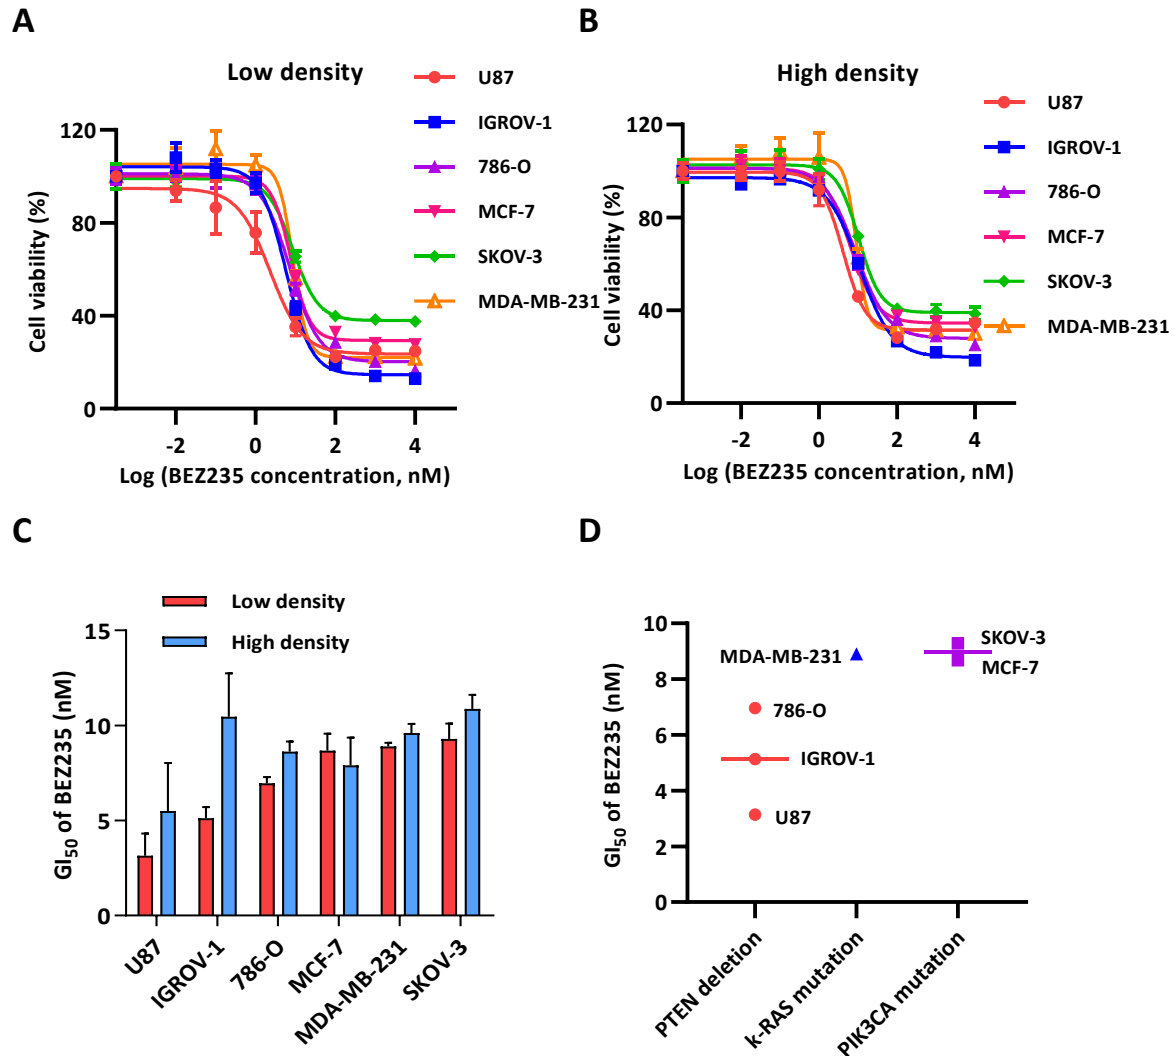 A
Low density
U87
IGROV-1
786-O
MCF-7
SKOV-3
MDA-MB-231
120
80
40
0
-2
0
2
4
Cell viability (%)
Log (BEZ235 concentration, nM)
B
High density
U87
IGROV-1
786-O
MCF-7
SKOV-3
MDA-MB-231
120
80
40
0
-2
0
2
4
Cell viability (%)
Log (BEZ235 concentration, nM)
C
Low density
High density
15
10
5
0
GI50 of BEZ235 (nM)
U87
IGROV-1
786-O
MCF-7
MDA-MB-231
SKOV-3
D
10
8
6
4
2
0
GI50 of BEZ235 (nM)
SKOV-3
MDA-MB-231
MCF-7
786-O
IGROV-1
U87
PTEN deletion
k-RAS mutation
PIK3CA mutation